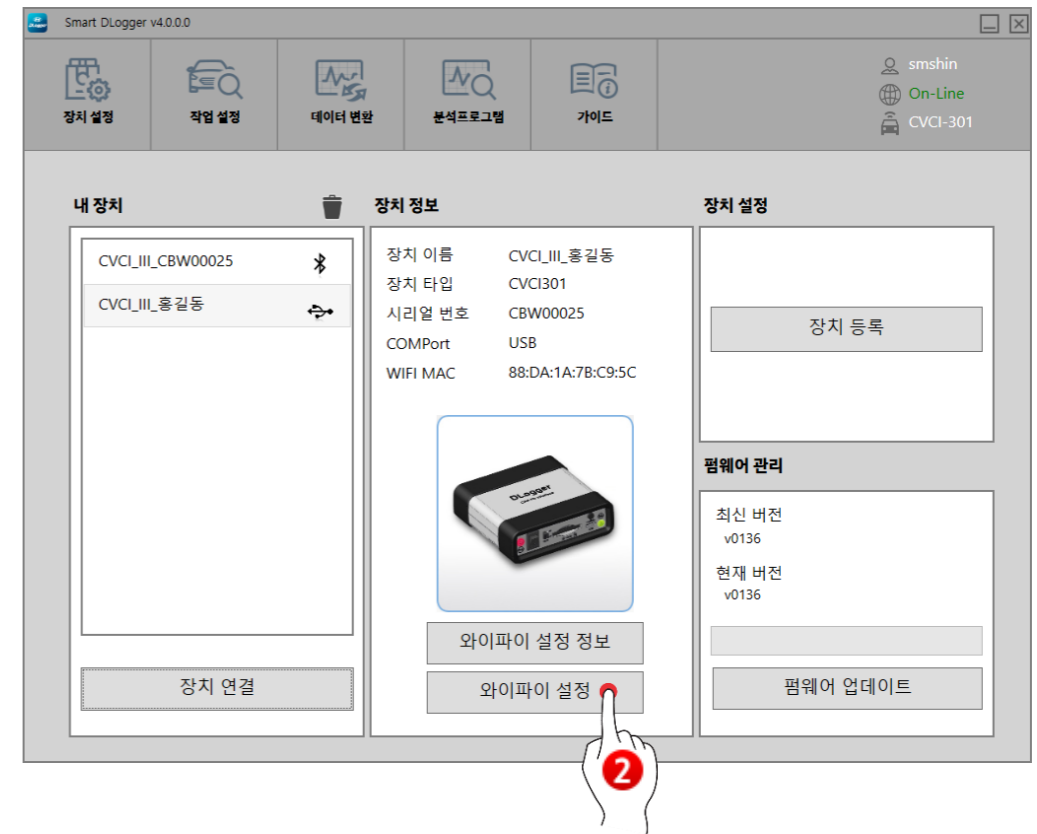 Smart DLogger v4.0.0.0
장치 설정
작업 설정
데이터 변환
분석프로그램
가이드
smshin
On-Line
CVCI-301
내 장치
CVCI_III_CBW00025
CVCI_III_홍길동
장치 연결
장치 정보
장치 이름 CVCI_III_홍길동
장치 타입 CVCI301
시리얼 번호 CBW00025
COMPort USB
WIFI MAC 88:DA:1A:7B:C9:5C
DLogger
와이파이 설정 정보
와이파이 설정
2
장치 설정
장치 등록
펌웨어 관리
최신 버전
v0136
현재 버전
v0136
펌웨어 업데이트